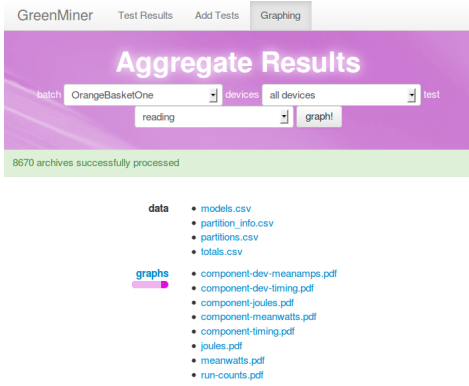 GreenMiner Test Results Add Tests Graphing
Aggregate Results
batch OrangeBasketOne devices all devices test
reading graph!
8670 archives successfully processed
data
• models.csv
• partition_info.csv
• partitions.csv
• totals.csv
graphs
• component-dev-meanamps.pdf
• component-dev-timing.pdf
• component-joules.pdf
• component-meanwatts.pdf
• component-timing.pdf
• joules.pdf
• meanwatts.pdf
• run-counts.pdf